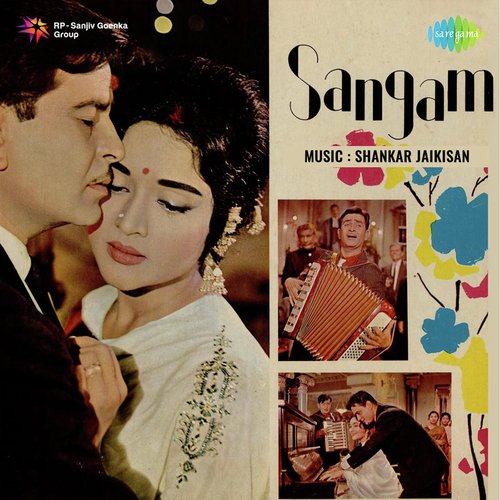 RP - Sanjiv Goenka
Group
saregama
Sangam
MUSIC : SHANKAR JAIKISAN